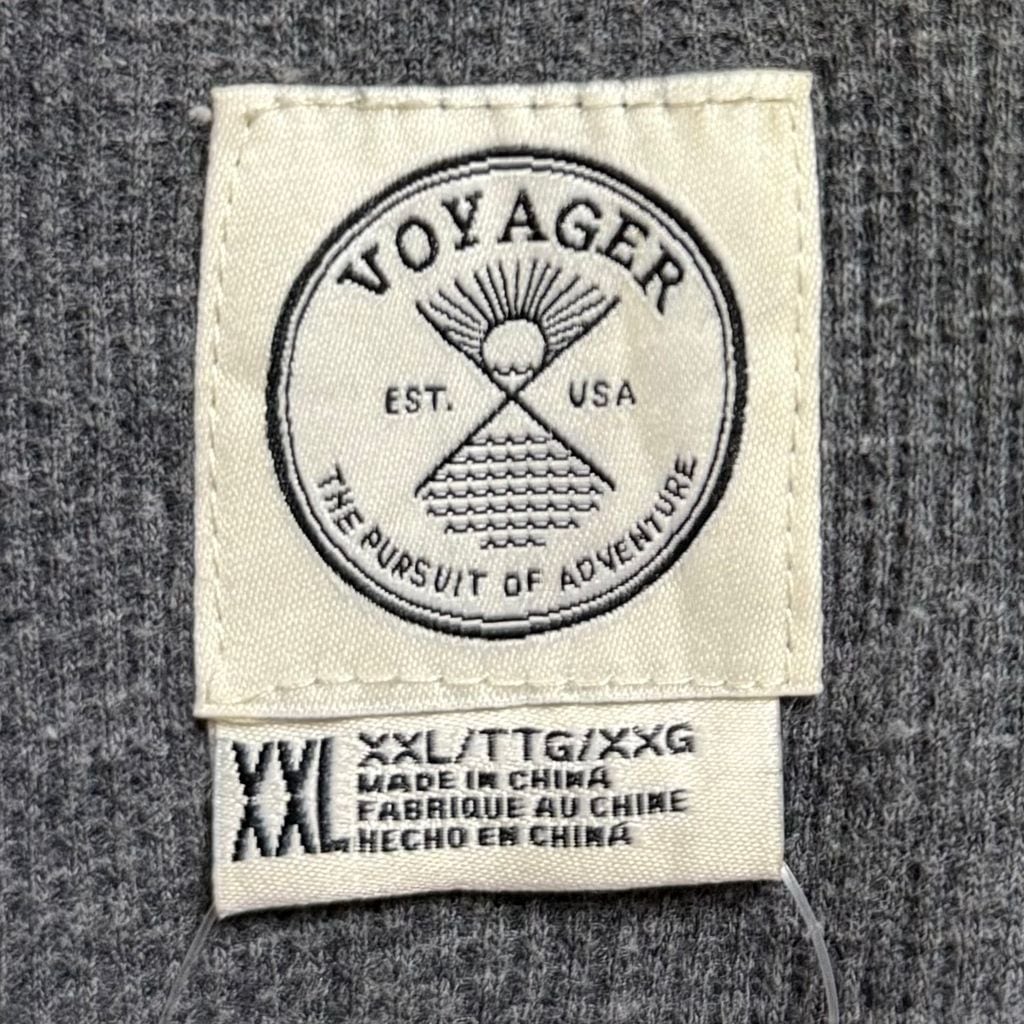 VOYAGER
EST. USA
THE PURSUIT OF ADVENTURE
XXL
XXL/TTG/XXG
MADE IN CHINA
FABRIQUE AU CHINE
HECHO EN CHINA